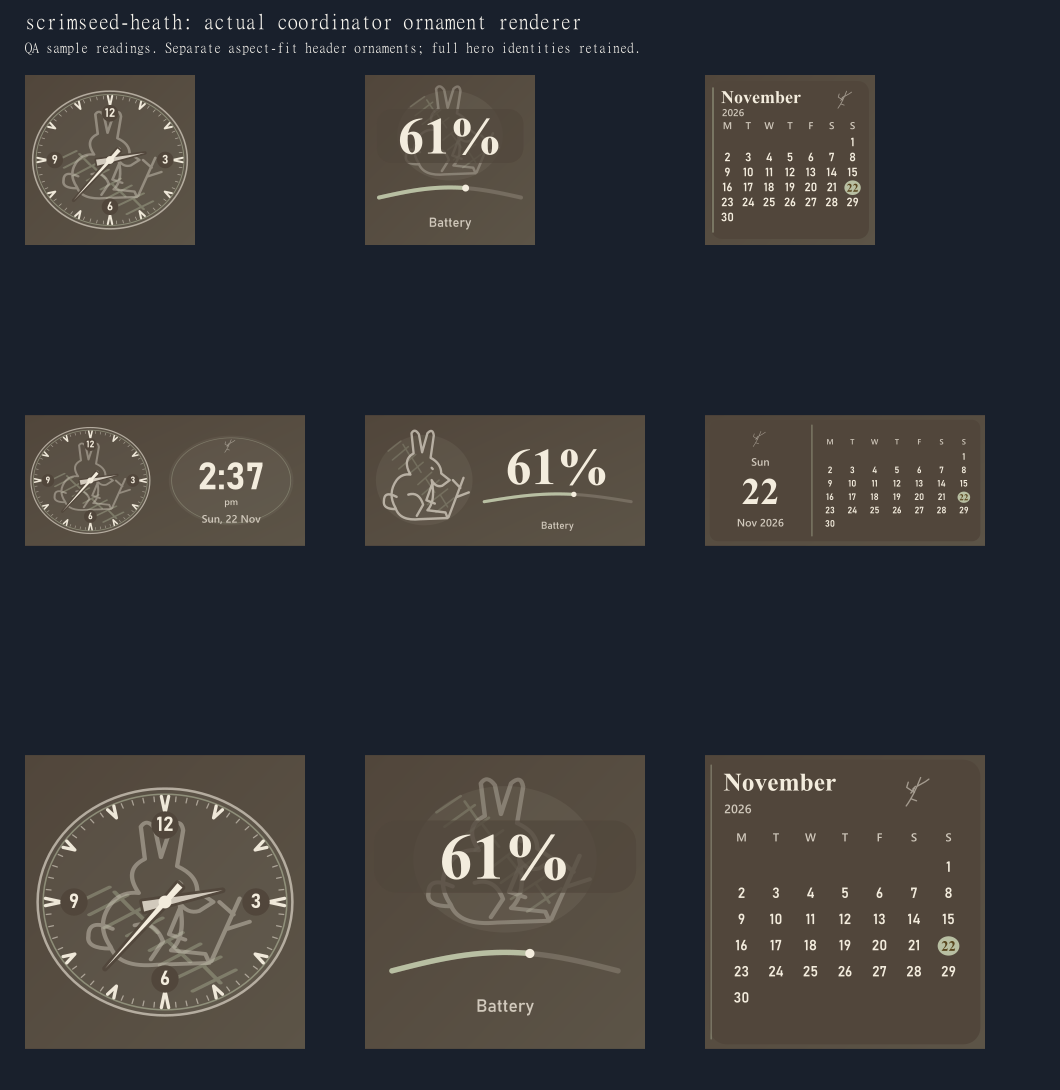 scrimseed-heath: actual coordinator ornament renderer
QA sample readings. Separate aspect-fit header ornaments; full hero identities retained.
12
9 3
6
61%
Battery
November
2026
M T W T F S S
1
2 3 4 5 6 7 8
9 10 11 12 13 14 15
16 17 18 19 20 21 22
23 24 25 26 27 28 29
30
12
9 3
6
2:37
pm
Sun, 22 Nov
61%
Battery
Sun
22
Nov 2026
M T W T F S S
1
2 3 4 5 6 7 8
9 10 11 12 13 14 15
16 17 18 19 20 21 22
23 24 25 26 27 28 29
30
12
9 3
6
61%
Battery
November
2026
M T W T F S S
1
2 3 4 5 6 7 8
9 10 11 12 13 14 15
16 17 18 19 20 21 22
23 24 25 26 27 28 29
30